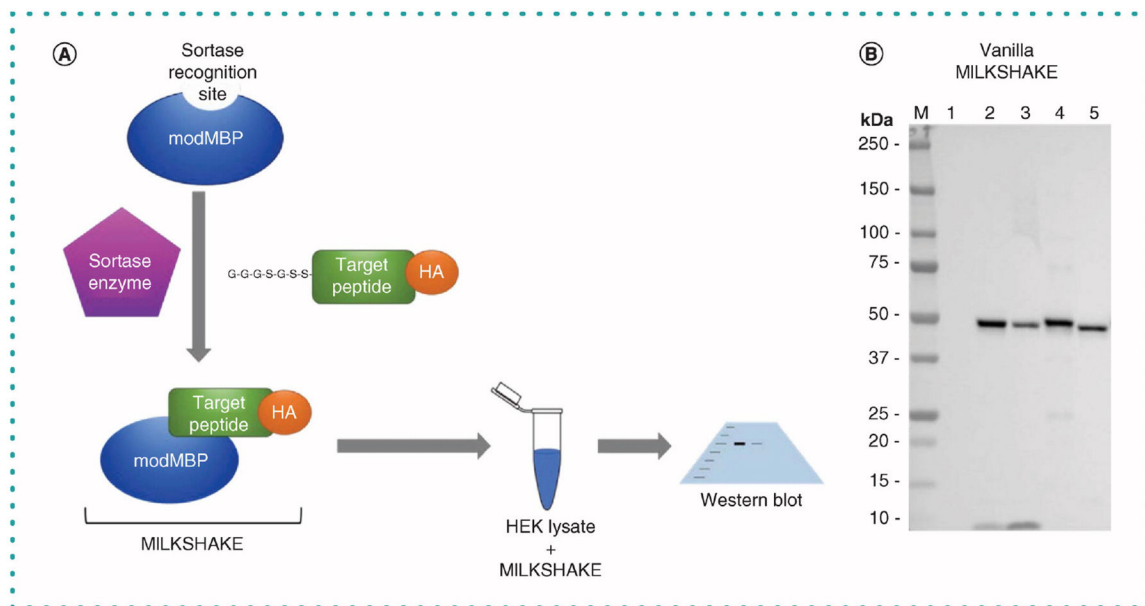 A
Sortase
recognition
site
modMBP
Sortase
enzyme
G-G-G-S-G-S-S-
Target
peptide
HA
Target
peptide
HA
modMBP
MILKSHAKE
HEK lysate
+
MILKSHAKE
Western blot
B
Vanilla
MILKSHAKE
kDa M 1 2 3 4 5
250 -
150 -
100 -
75 -
50 -
37 -
25 -
20 -
15 -
10 -